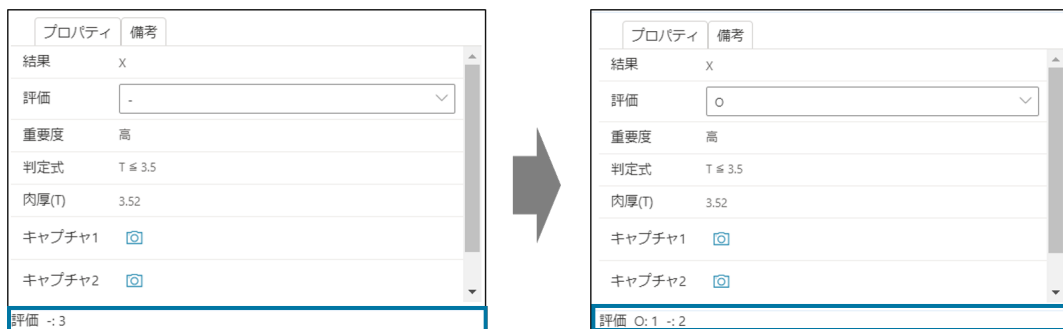 プロパティ 備考
結果 X
評価 -
重要度 高
判定式 T ≦ 3.5
肉厚(T) 3.52
キャプチャ1
キャプチャ2
評価 -: 3
プロパティ 備考
結果 X
評価 O
重要度 高
判定式 T ≦ 3.5
肉厚(T) 3.52
キャプチャ1
キャプチャ2
評価 O: 1 -: 2